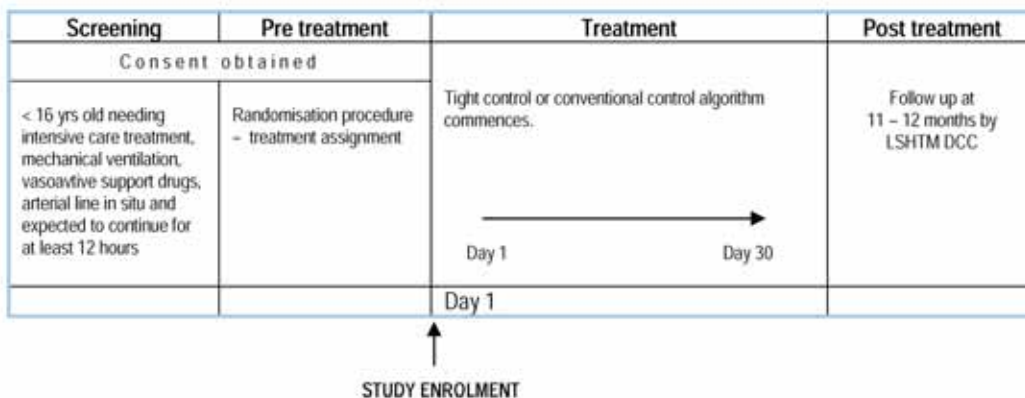 Screening Pre treatment Treatment Post treatment
Consent obtained
< 16 yrs old needing
intensive care treatment,
mechanical ventilation,
vasoavtive support drugs,
arterial line in situ and
expected to continue for
at least 12 hours
Randomisation procedure
– treatment assignment
Tight control or conventional control algorithm
commences.
Day 1 Day 30
Follow up at
11 – 12 months by
LSHTM DCC
Day 1
STUDY ENROLMENT